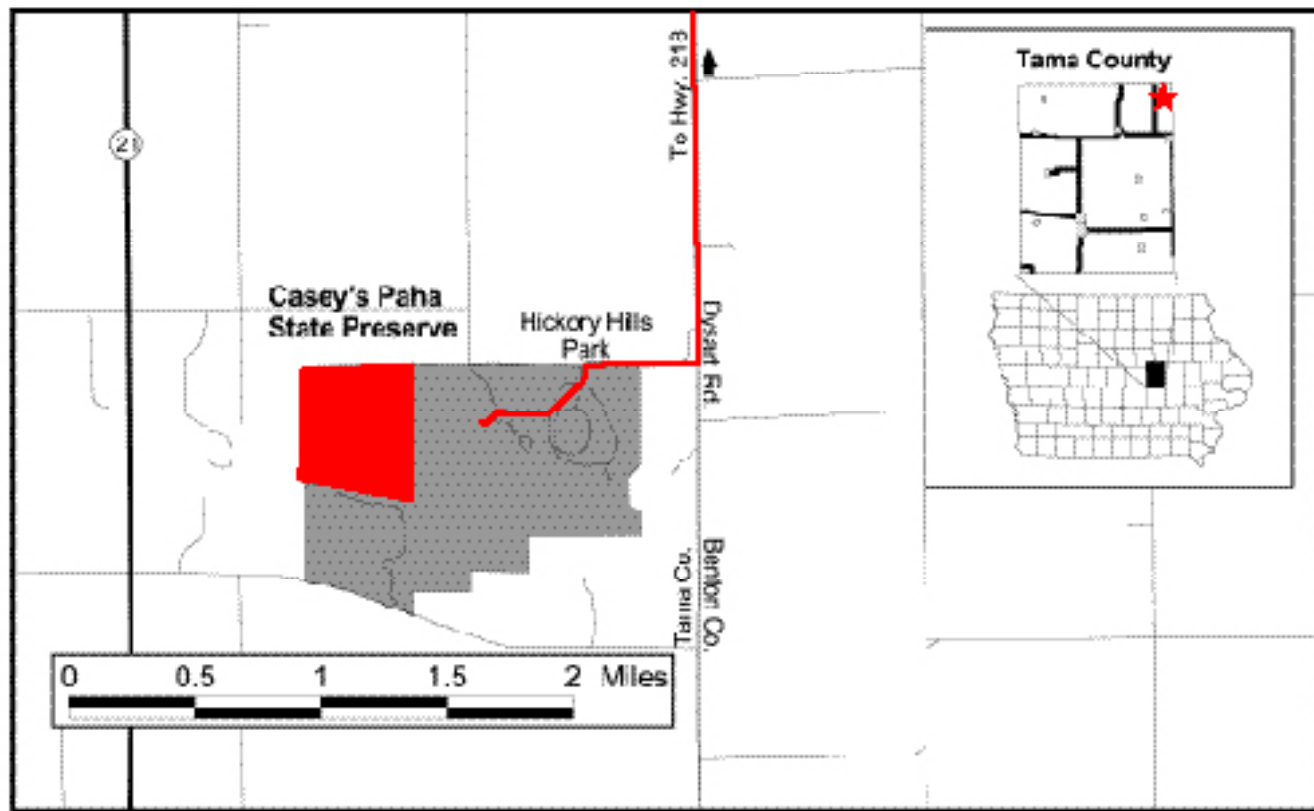 To Hwy. 213
Tama County
21
Casey's Paha
State Preserve
Hickory Hills
Park
Dysart Rd.
Tama Co.
Benton Co.
0 0.5 1 1.5 2 Miles